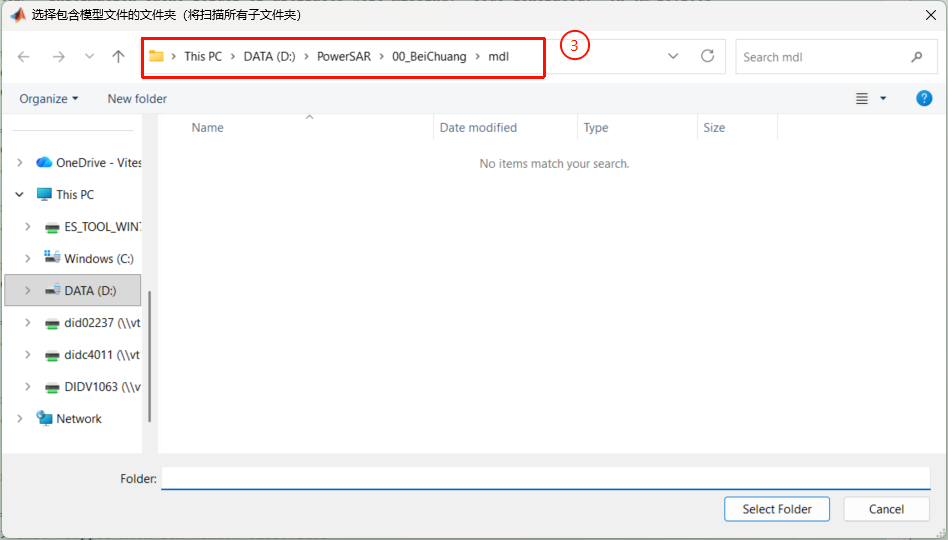 选择包含模型文件的文件夹（将扫描所有子文件夹）
This PC > DATA (D:) > PowerSAR > 00_BeiChuang > mdl
③
Search mdl
Organize
New folder
Name
Date modified
Type
Size
No items match your search.
OneDrive - Vites
This PC
ES_TOOL_WIN7
Windows (C:)
DATA (D:)
did02237 (\\vt
didc4011 (\\vt
DIDV1063 (\\v
Network
Folder:
Select Folder
Cancel